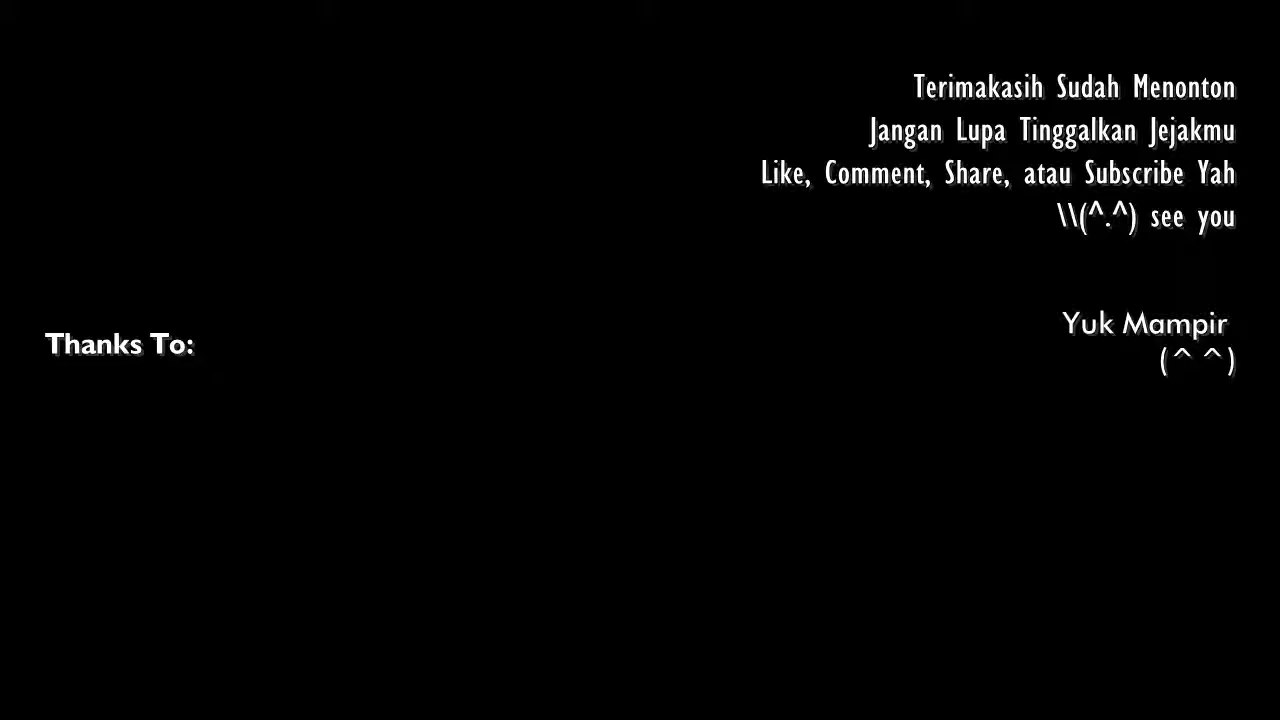 Terimakasih Sudah Menonton
Jangan Lupa Tinggalkan Jejakmu
Like, Comment, Share, atau Subscribe Yah
\\(^.^) see you
Yuk Mampir
(^ ^)
Thanks To: